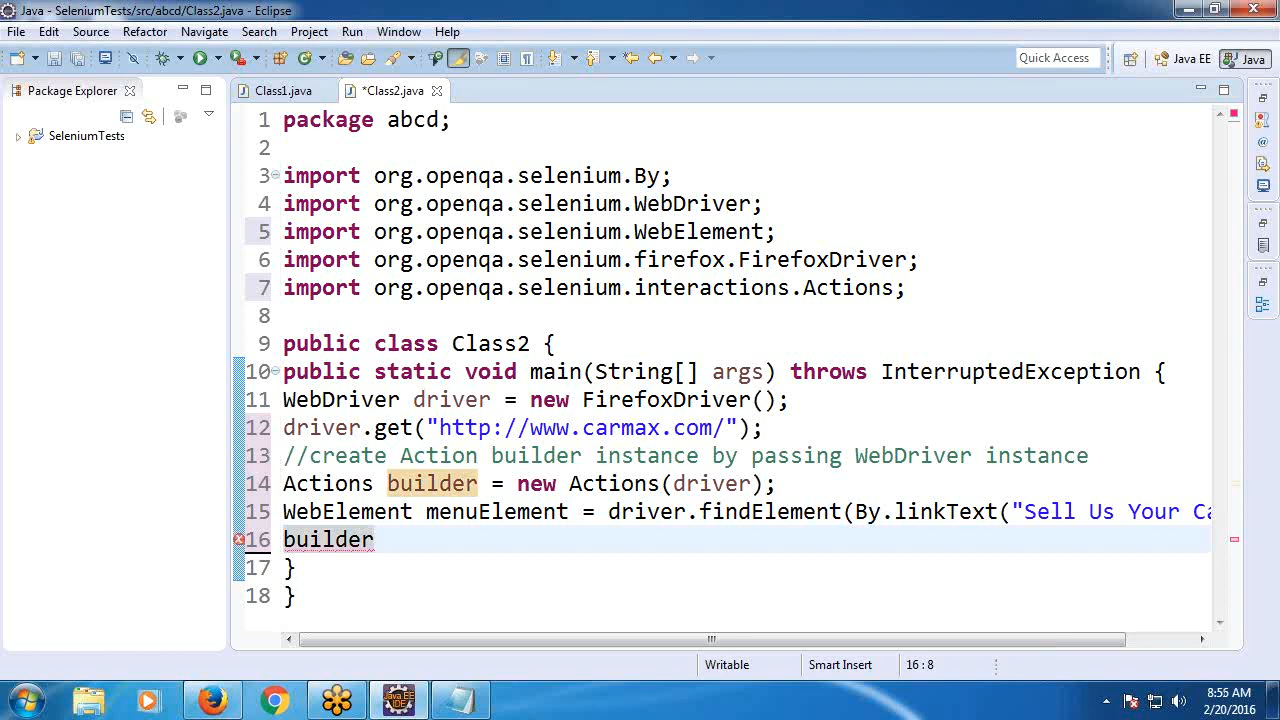 Java - SeleniumTests/src/abcd/Class2.java - Eclipse
File Edit Source Refactor Navigate Search Project Run Window Help
Quick Access Java EE Java
Package Explorer Class1.java *Class2.java
SeleniumTests
1 package abcd;
2
3 import org.openqa.selenium.By;
4 import org.openqa.selenium.WebDriver;
5 import org.openqa.selenium.WebElement;
6 import org.openqa.selenium.firefox.FirefoxDriver;
7 import org.openqa.selenium.interactions.Actions;
8
9 public class Class2 {
10 public static void main(String[] args) throws InterruptedException {
11 WebDriver driver = new FirefoxDriver();
12 driver.get("http://www.carmax.com/");
13 //create Action builder instance by passing WebDriver instance
14 Actions builder = new Actions(driver);
15 WebElement menuElement = driver.findElement(By.linkText("Sell Us Your Ca
16 builder
17 }
18 }
Writable Smart Insert 16 : 8
Java EE
IDE
8:55 AM
2/20/2016